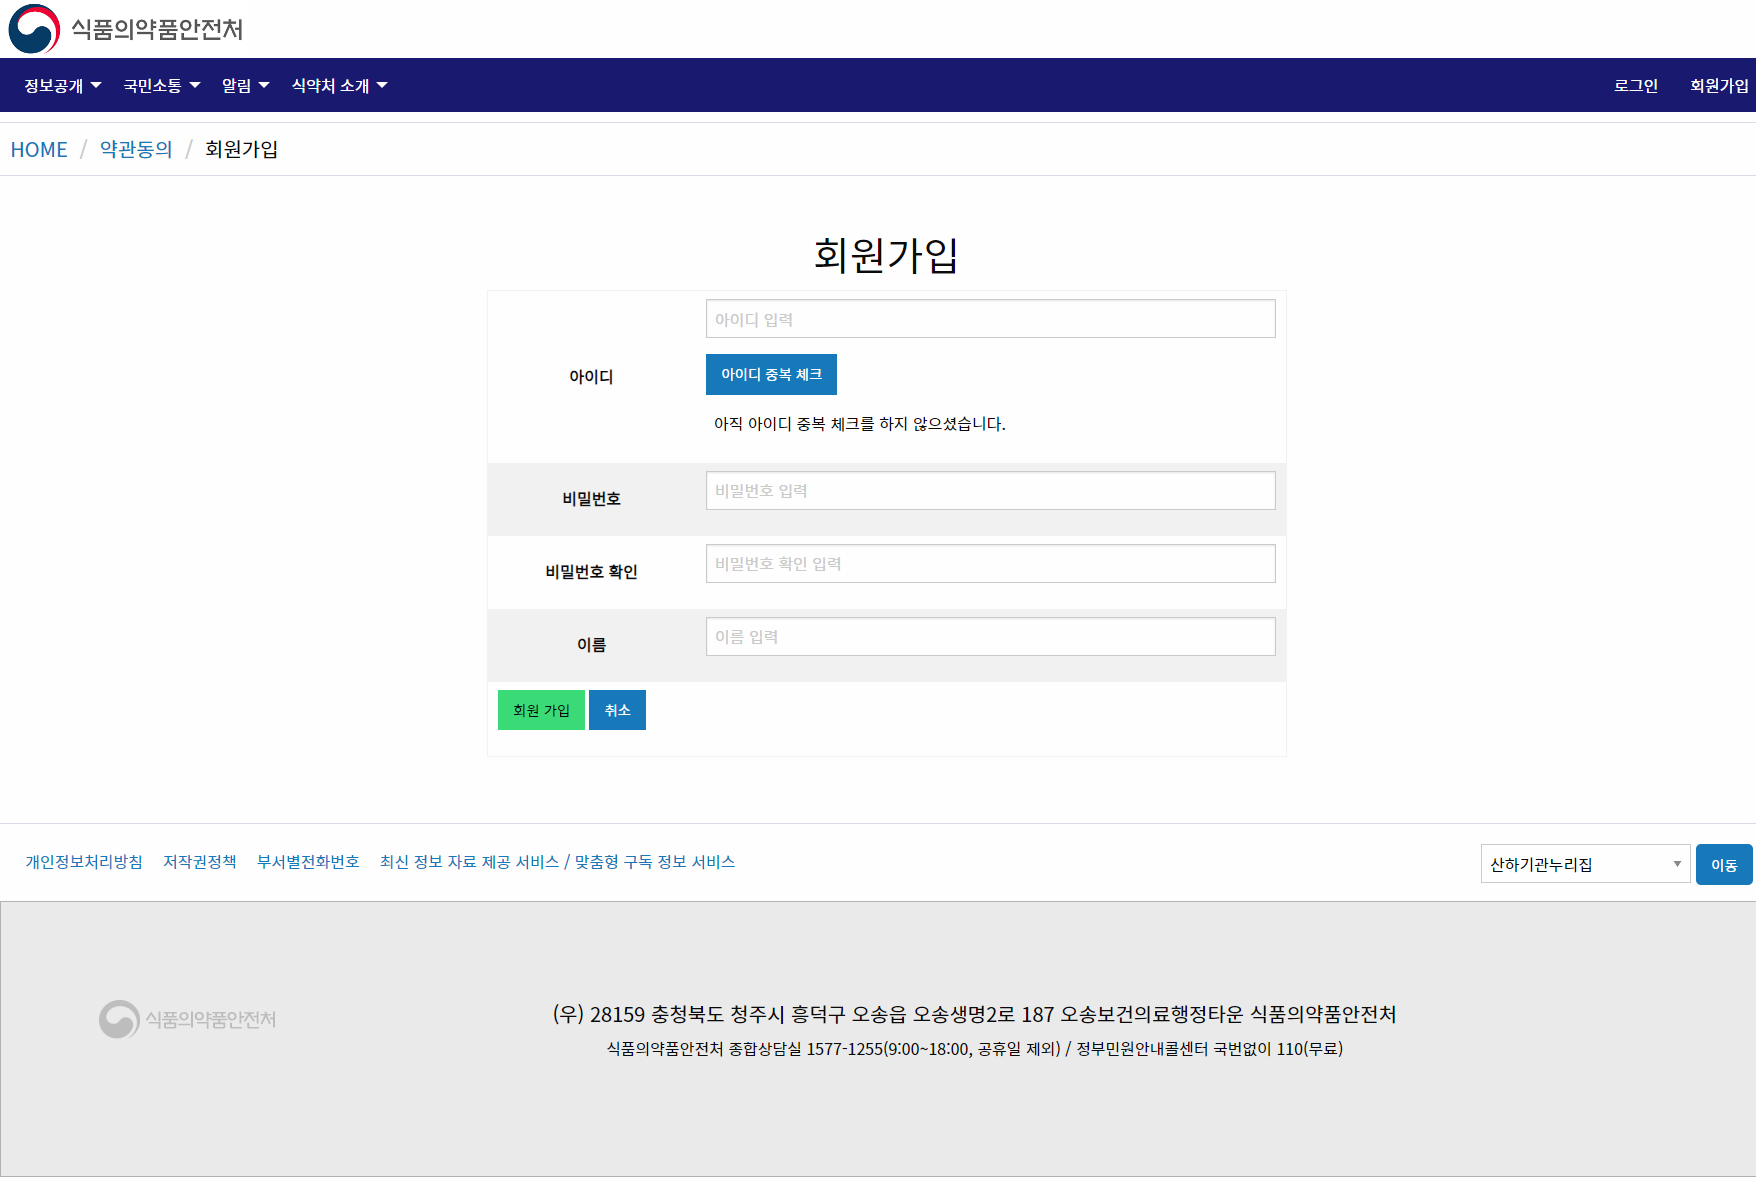 식품의약품안전처
정보공개 국민소통 알림 식약처 소개 로그인 회원가입
HOME / 약관동의 / 회원가입
회원가입
아이디 입력
아이디
아이디 중복 체크
아직 아이디 중복 체크를 하지 않으셨습니다.
비밀번호 비밀번호 입력
비밀번호 확인 비밀번호 확인 입력
이름 이름 입력
회원 가입 취소
개인정보처리방침 저작권정책 부서별전화번호 최신 정보 자료 제공 서비스 / 맞춤형 구독 정보 서비스 산하기관누리집 이동
식품의약품안전처
(우) 28159 충청북도 청주시 흥덕구 오송읍 오송생명2로 187 오송보건의료행정타운 식품의약품안전처
식품의약품안전처 종합상담실 1577-1255(9:00~18:00, 공휴일 제외) / 정부민원안내콜센터 국번없이 110(무료)